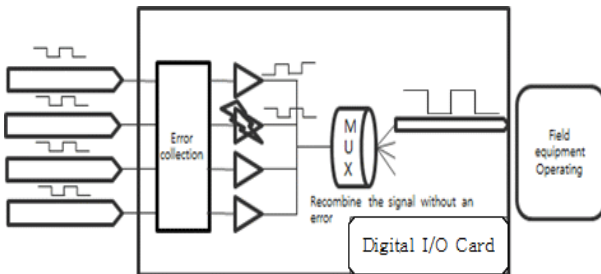 Error
collection
M
U
X
Recombine the signal without an
error
Field
equipment
Operating
Digital I/O Card